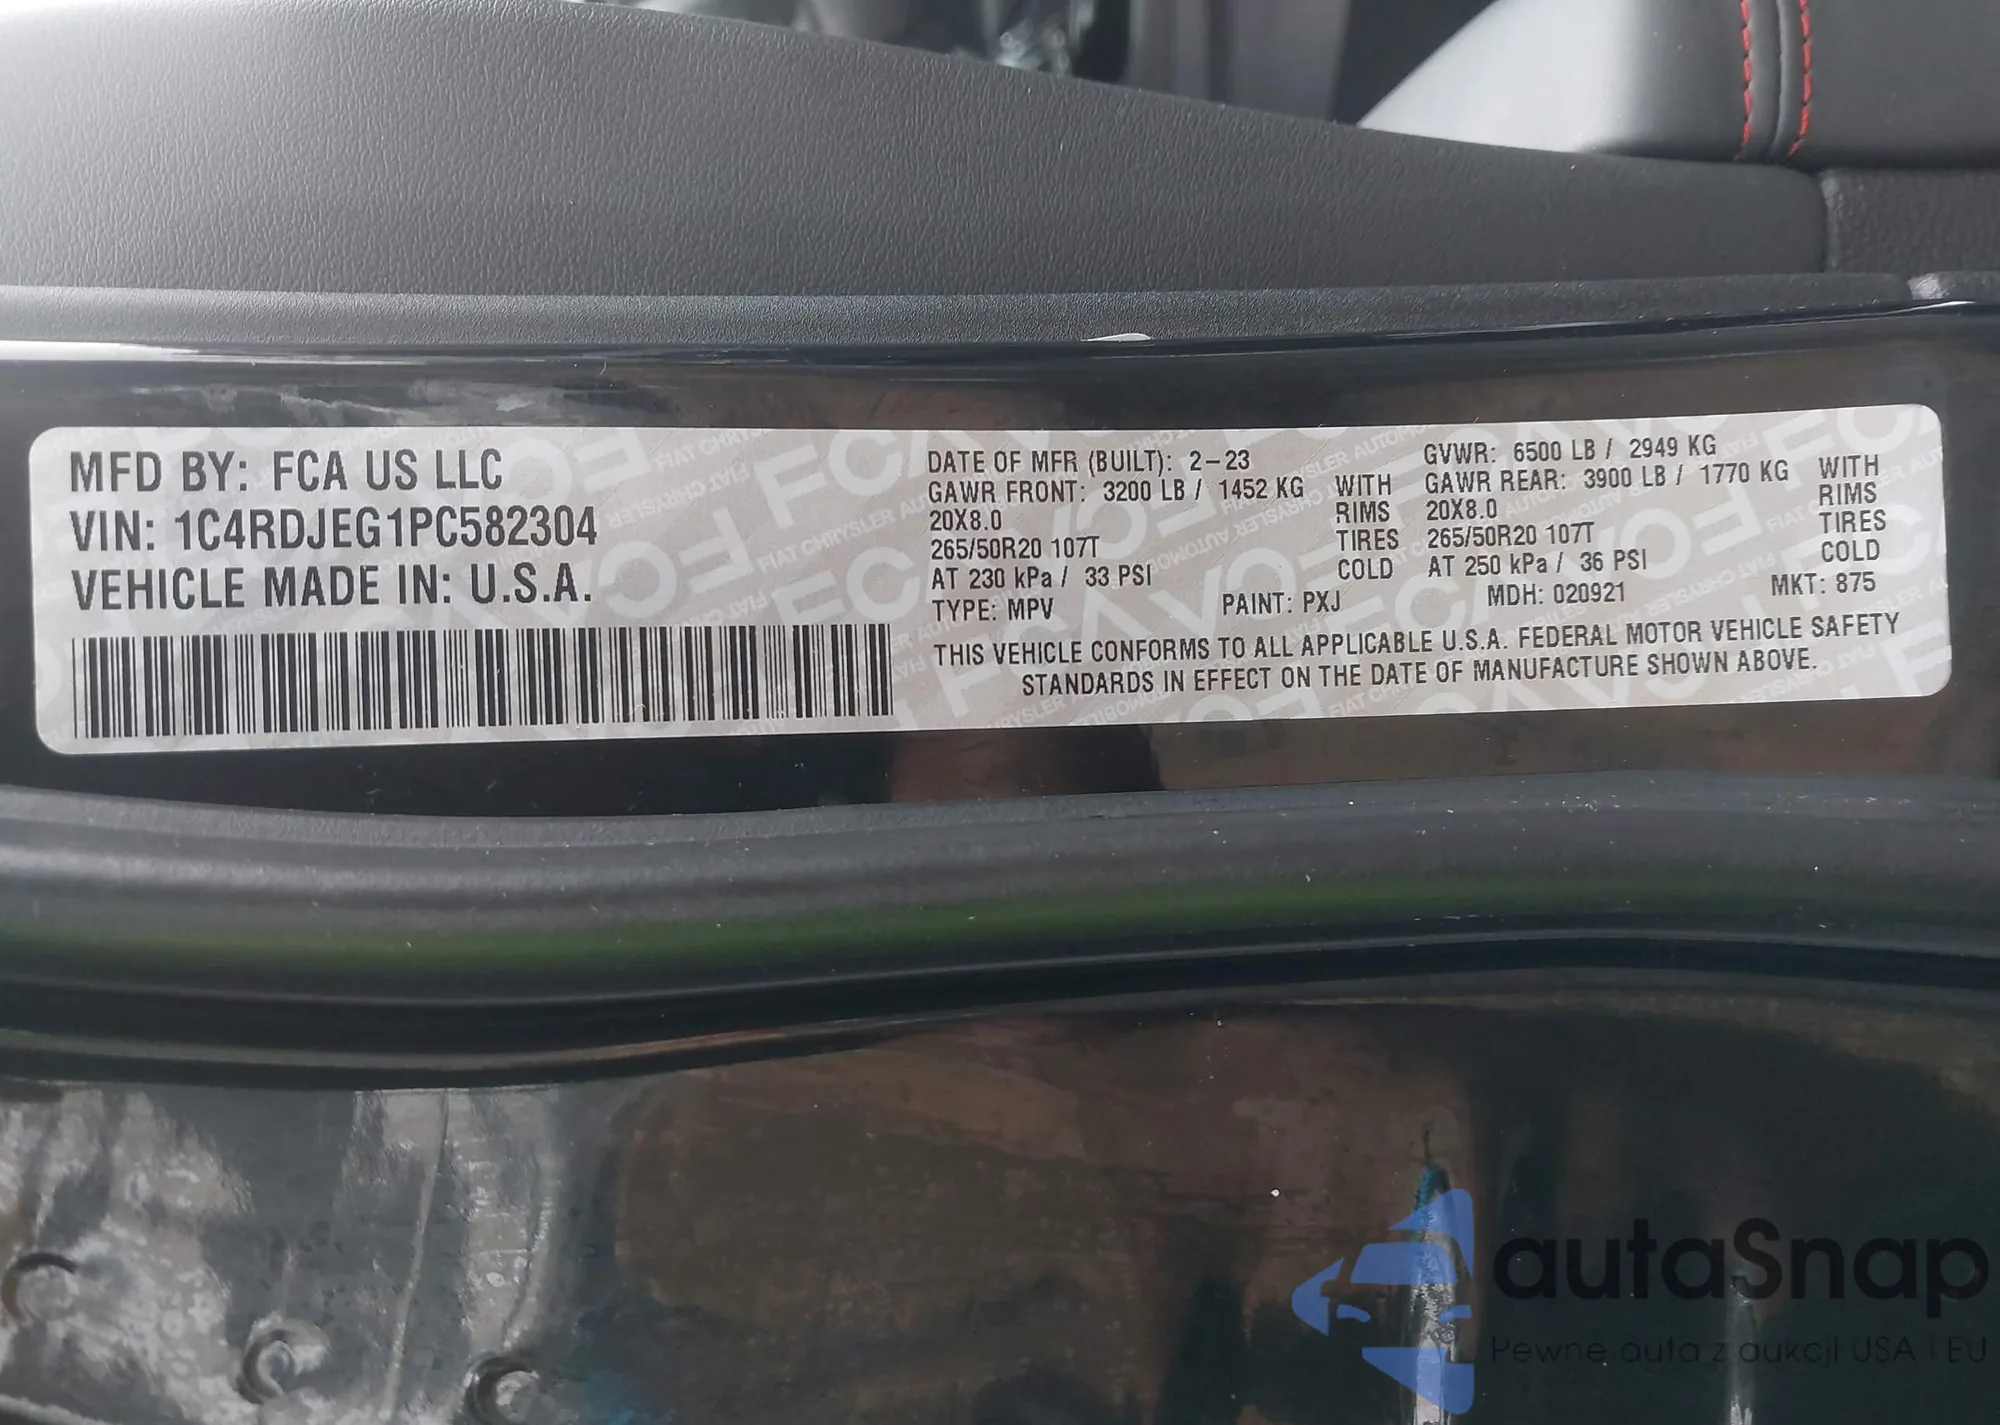 MFD BY: FCA US LLC
VIN: 1C4RDJEG1PC582304
VEHICLE MADE IN: U.S.A.
DATE OF MFR (BUILT): 2-23
GVWR: 6500 LB / 2949 KG
GAWR FRONT: 3200 LB / 1452 KG
WITH
GAWR REAR: 3900 LB / 1770 KG
WITH
20X8.0
RIMS
20X8.0
RIMS
265/50R20 107T
TIRES
265/50R20 107T
TIRES
AT 230 kPa / 33 PSI
COLD
AT 250 kPa / 36 PSI
COLD
TYPE: MPV
PAINT: PXJ
MDH: 020921
MKT: 875
THIS VEHICLE CONFORMS TO ALL APPLICABLE U.S.A. FEDERAL MOTOR VEHICLE SAFETY
STANDARDS IN EFFECT ON THE DATE OF MANUFACTURE SHOWN ABOVE.
autaSnap
Pewne auta z aukcji USA i EU